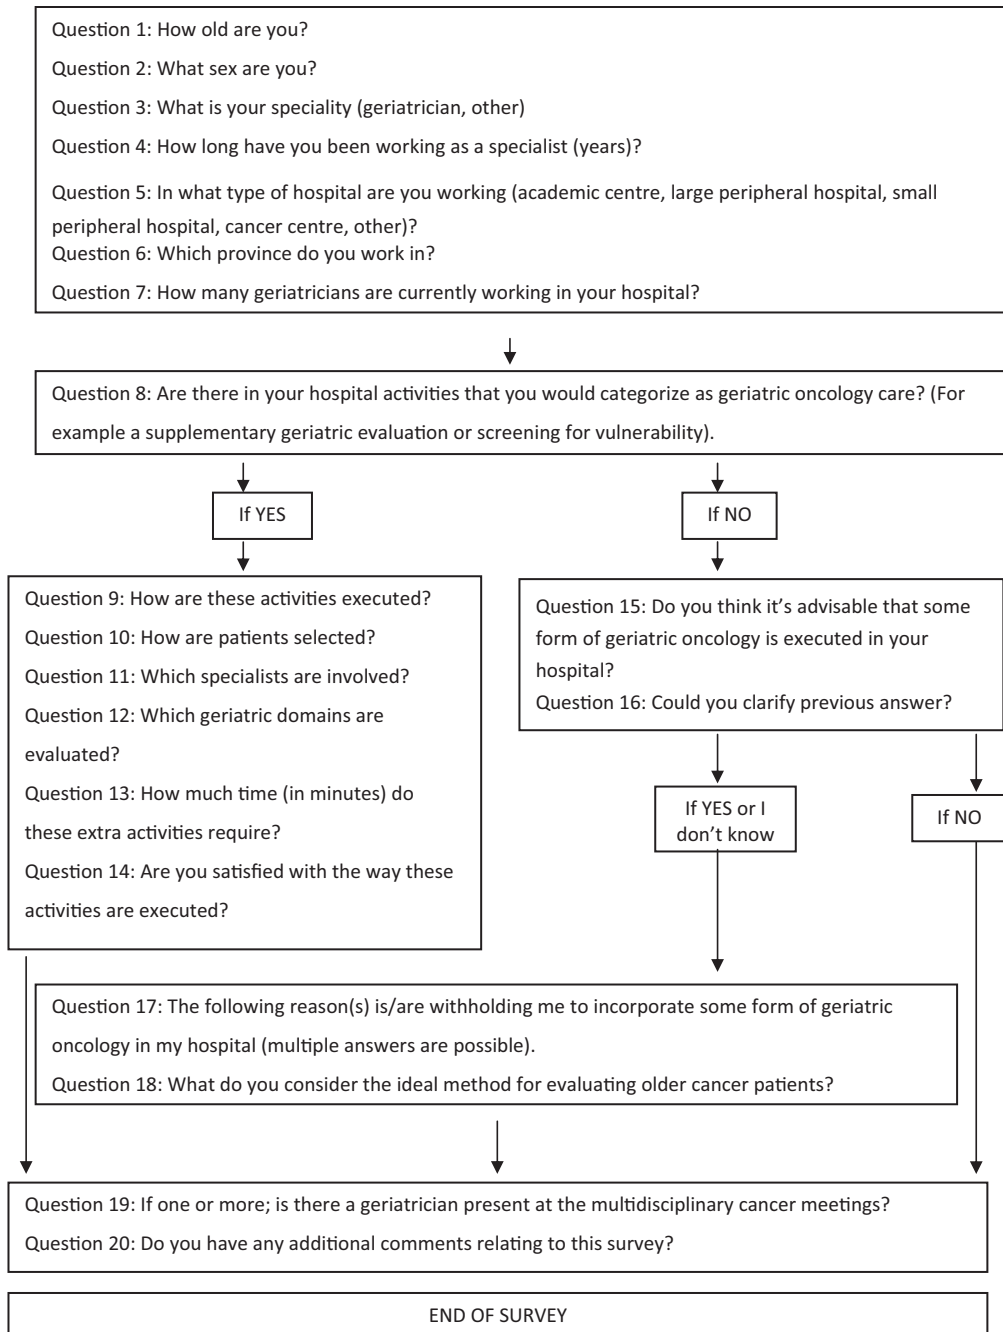 Question 1: How old are you?
Question 2: What sex are you?
Question 3: What is your speciality (geriatrician, other)
Question 4: How long have you been working as a specialist (years)?
Question 5: In what type of hospital are you working (academic centre, large peripheral hospital, small
peripheral hospital, cancer centre, other)?
Question 6: Which province do you work in?
Question 7: How many geriatricians are currently working in your hospital?
Question 8: Are there in your hospital activities that you would categorize as geriatric oncology care? (For
example a supplementary geriatric evaluation or screening for vulnerability).
If YES
If NO
Question 9: How are these activities executed?
Question 10: How are patients selected?
Question 11: Which specialists are involved?
Question 12: Which geriatric domains are
evaluated?
Question 13: How much time (in minutes) do
these extra activities require?
Question 14: Are you satisfied with the way these
activities are executed?
Question 15: Do you think it's advisable that some
form of geriatric oncology is executed in your
hospital?
Question 16: Could you clarify previous answer?
If YES or I
don't know
If NO
Question 17: The following reason(s) is/are withholding me to incorporate some form of geriatric
oncology in my hospital (multiple answers are possible).
Question 18: What do you consider the ideal method for evaluating older cancer patients?
Question 19: If one or more; is there a geriatrician present at the multidisciplinary cancer meetings?
Question 20: Do you have any additional comments relating to this survey?
END OF SURVEY